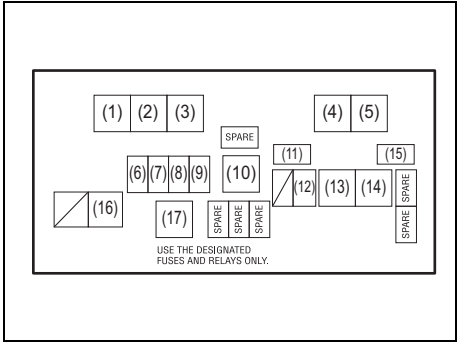 (1) (2) (3) (4) (5)
SPARE
(11) (15)
(6) (7) (8) (9) (10) (12) (13) (14) SPARE
(16) (17) SPARE SPARE SPARE SPARE
USE THE DESIGNATED
FUSES AND RELAYS ONLY.